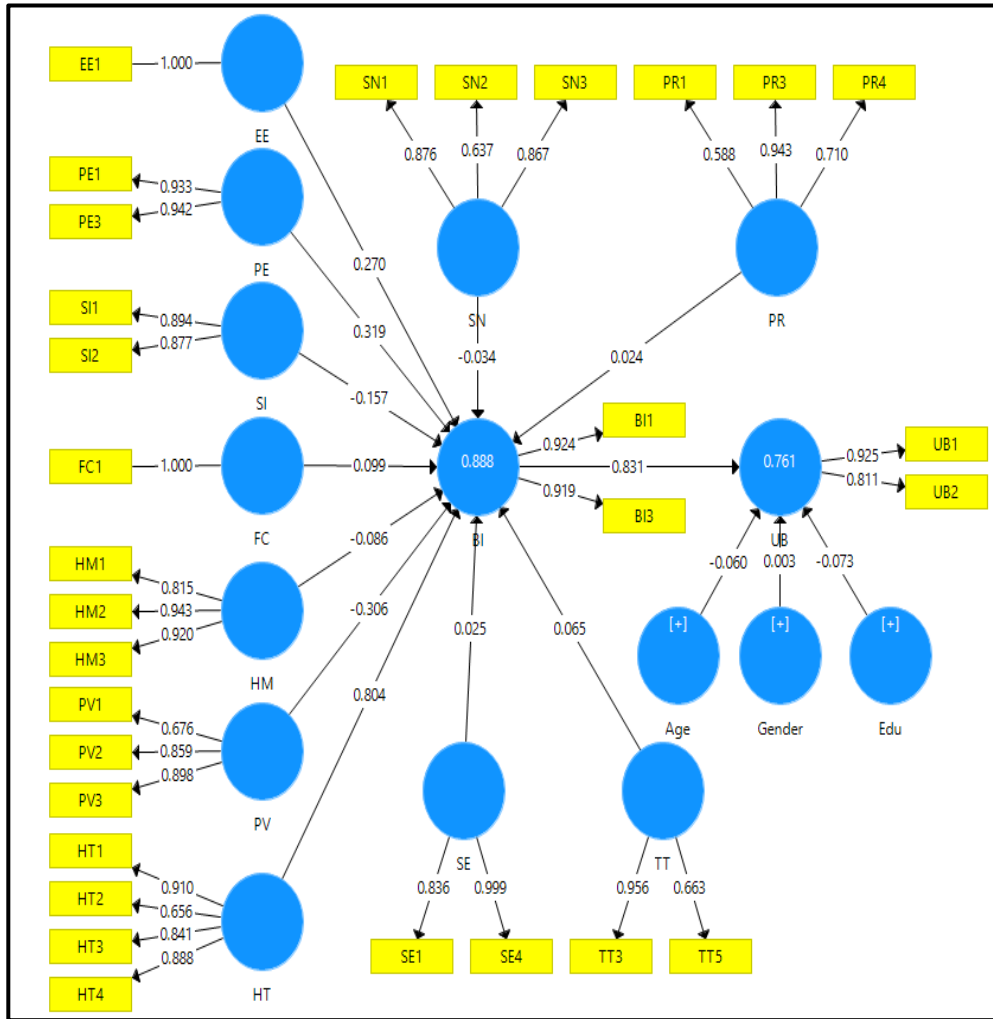 EE1
1.000
EE
SN1
SN2
SN3
0.876
0.637
0.867
SN
PR1
PR3
PR4
0.588
0.943
0.710
PR
PE1
PE3
0.933
0.942
PE
0.270
0.319
SI1
SI2
0.894
0.877
SI
-0.157
-0.034
0.024
FC1
1.000
FC
0.099
0.888
BI
0.924
0.919
BI1
BI3
0.831
0.761
UB
0.925
0.811
UB1
UB2
HM1
HM2
HM3
0.815
0.943
0.920
HM
-0.086
-0.306
0.804
0.025
0.065
-0.060
0.003
-0.073
[+]
[+]
[+]
Age
Gender
Edu
PV1
PV2
PV3
0.676
0.859
0.898
PV
HT1
HT2
HT3
HT4
0.910
0.656
0.841
0.888
HT
SE
0.836
0.999
SE1
SE4
TT
0.956
0.663
TT3
TT5